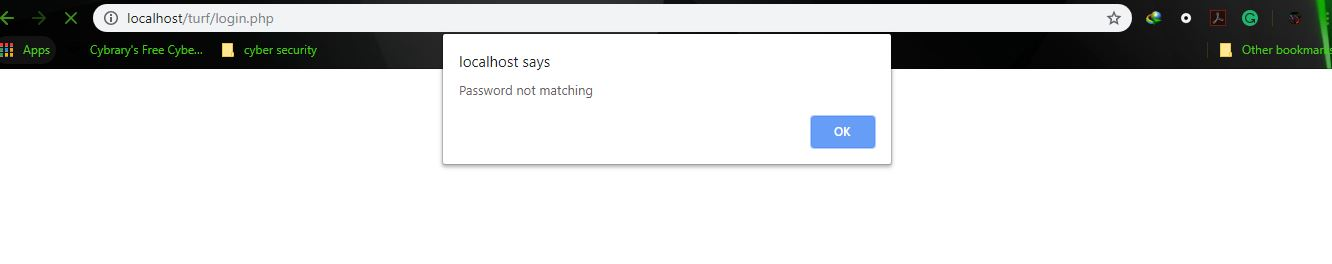 localhost/turf/login.php
Apps Cybrary's Free Cybe... cyber security Other bookmarks
localhost says
Password not matching
OK